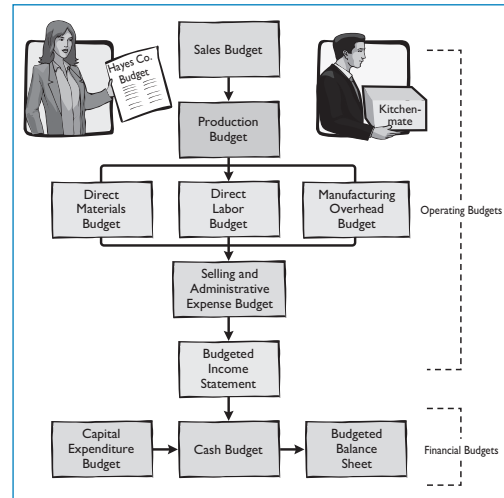 Hayes Co.
Budget
Sales Budget
Kitchen-
mate
Production
Budget
Direct
Materials
Budget
Direct
Labor
Budget
Manufacturing
Overhead
Budget
Operating Budgets
Selling and
Administrative
Expense Budget
Budgeted
Income
Statement
Capital
Expenditure
Budget
Cash Budget
Budgeted
Balance
Sheet
Financial Budgets